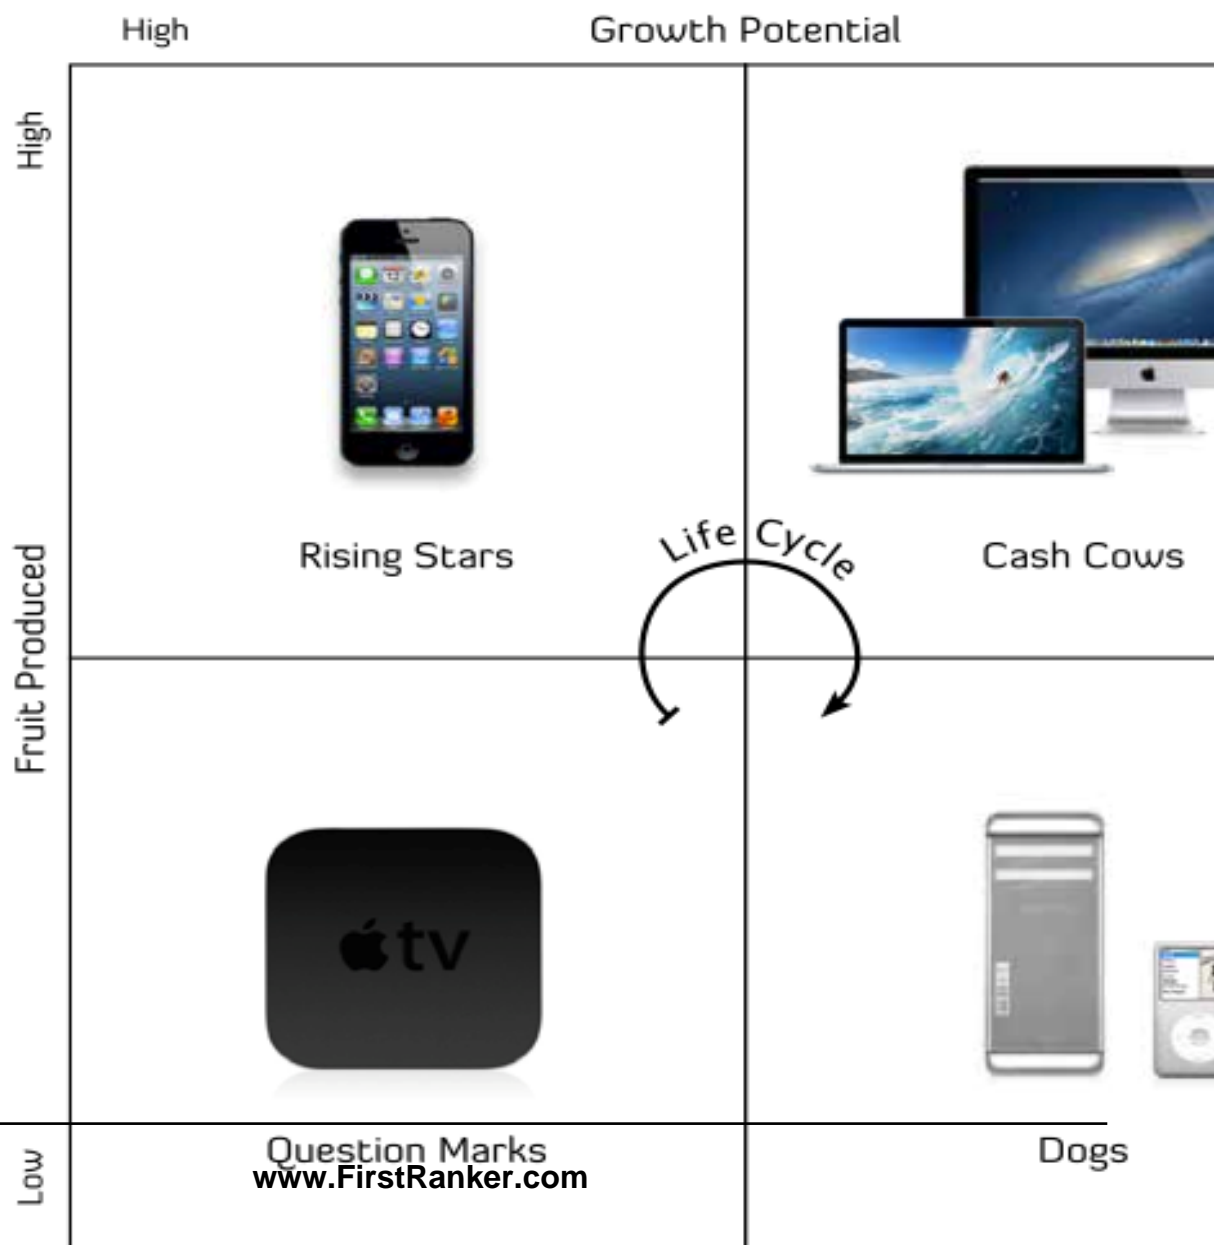 High
Growth Potential
High
Rising Stars
Life Cycle
Cash Cows
Fruit Produced
tv
Question Marks
Dogs
www.FirstRanker.com
Low